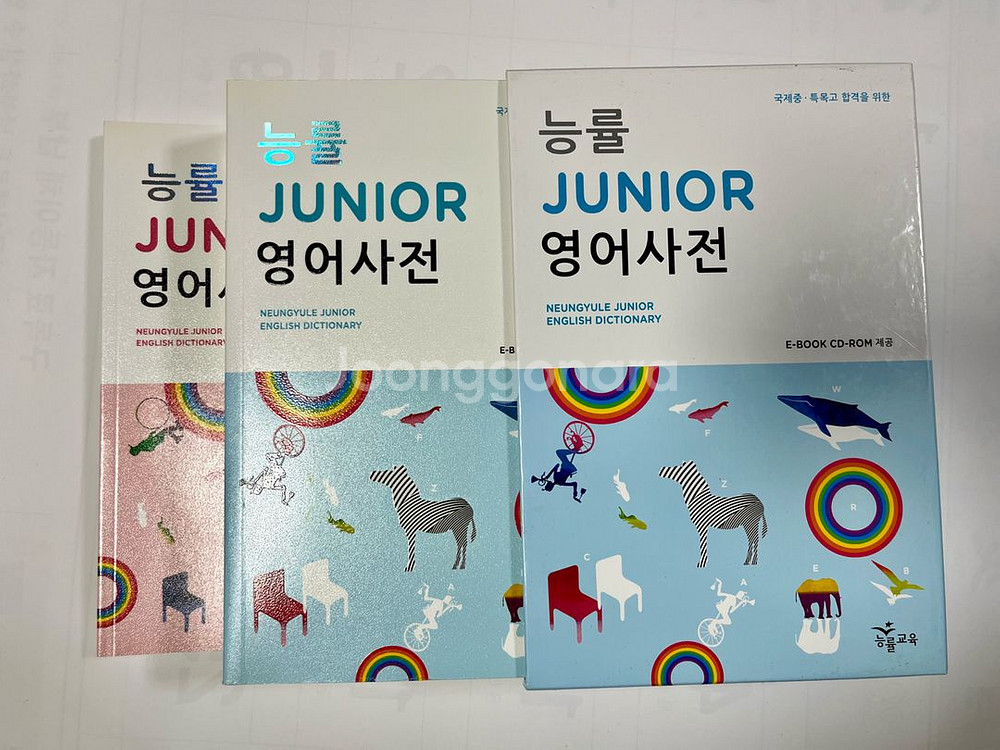 능률
JUN
영어
NEUNGYULE JUNIOR
ENGLISH DICTIONARY
능률
JUNIOR
영어사전
NEUNGYULE JUNIOR
ENGLISH DICTIONARY
E-B
F
Z
A
국제중·특목고 합격을 위한
능률
JUNIOR
영어사전
NEUNGYULE JUNIOR
ENGLISH DICTIONARY
E-BOOK CD-ROM 제공
W
F
Z
R
C
A
E
B
능률교육
Joonggonara